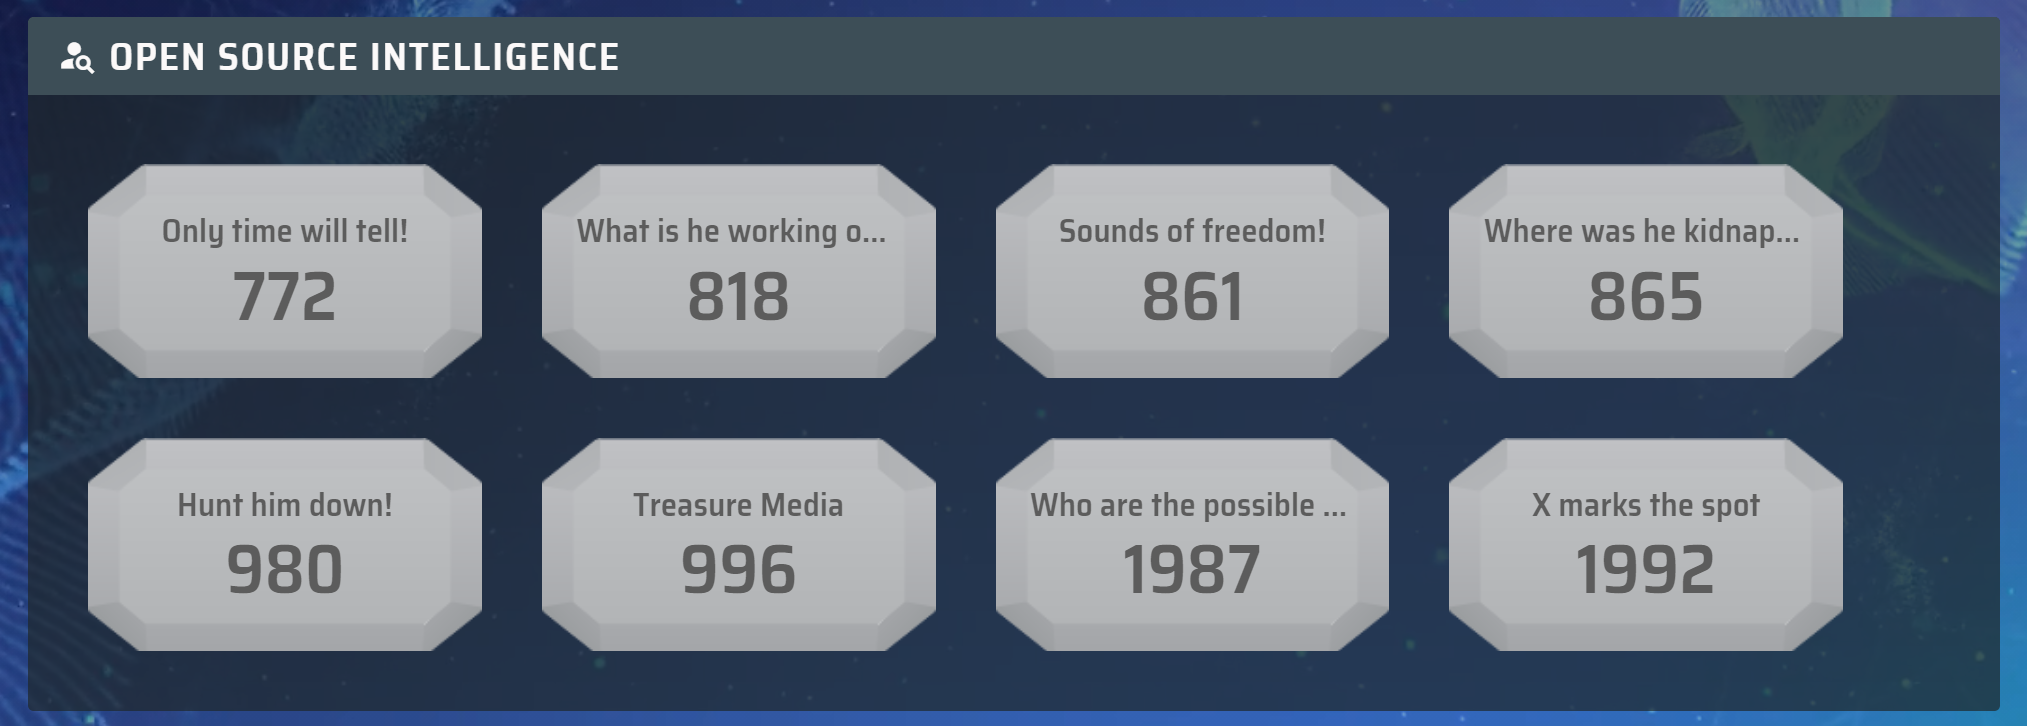 OPEN SOURCE INTELLIGENCE
Only time will tell!
772
What is he working o...
818
Sounds of freedom!
861
Where was he kidnap...
865
Hunt him down!
980
Treasure Media
996
Who are the possible ...
1987
X marks the spot
1992